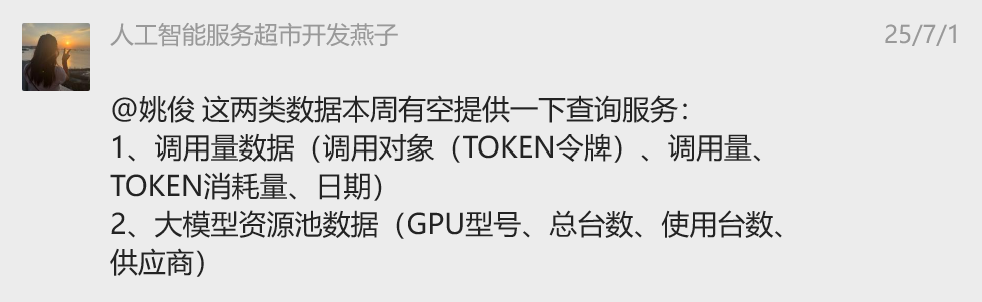 人工智能服务超市开发燕子
25/7/1
@姚俊 这两类数据本周有空提供一下查询服务：
1、调用量数据（调用对象（TOKEN令牌）、调用量、
TOKEN消耗量、日期）
2、大模型资源池数据（GPU型号、总台数、使用台数、
供应商）